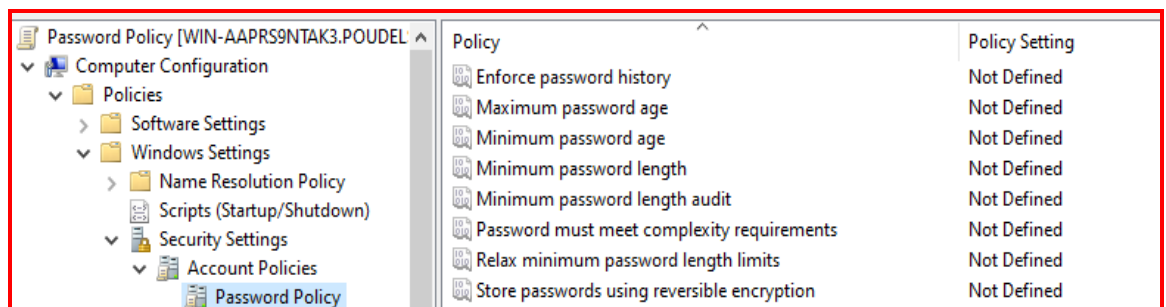 Password Policy [WIN-AAPRS9NTAK3.POUDEL
Computer Configuration
Policies
Software Settings
Windows Settings
Name Resolution Policy
Scripts (Startup/Shutdown)
Security Settings
Account Policies
Password Policy
Policy Policy Setting
Enforce password history Not Defined
Maximum password age Not Defined
Minimum password age Not Defined
Minimum password length Not Defined
Minimum password length audit Not Defined
Password must meet complexity requirements Not Defined
Relax minimum password length limits Not Defined
Store passwords using reversible encryption Not Defined